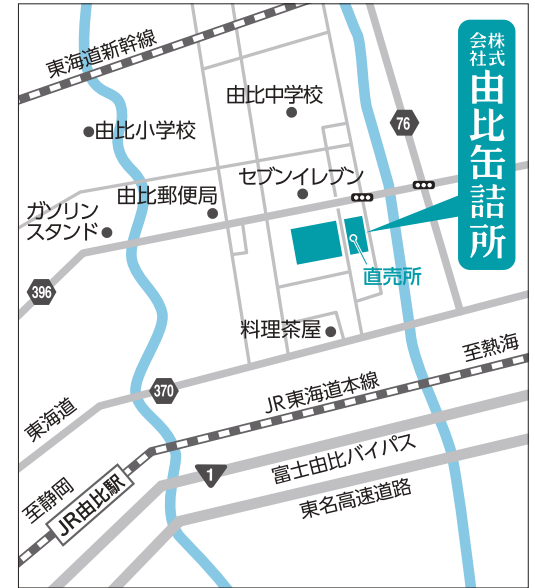 東海道新幹線
株式
会社
由比缶詰所
由比中学校
76
由比小学校
セブンイレブン
由比郵便局
ガソリン
スタンド
直売所
396
料理茶屋
至熱海
370
JR東海道本線
東海道
1
富士由比バイパス
至静岡
JR由比駅
東名高速道路